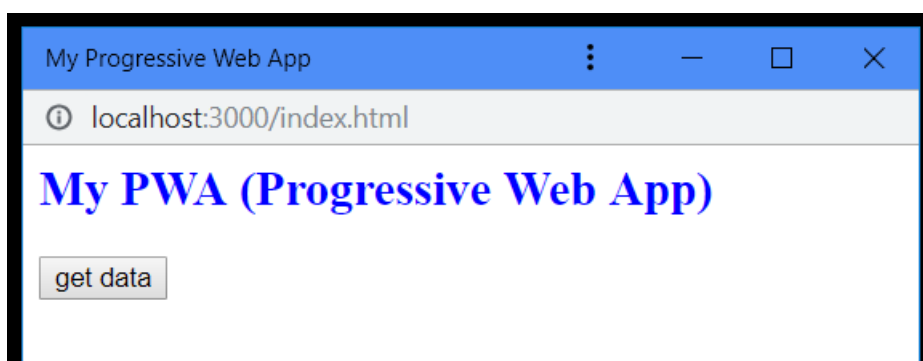 My Progressive Web App
localhost:3000/index.html
My PWA (Progressive Web App)
get data